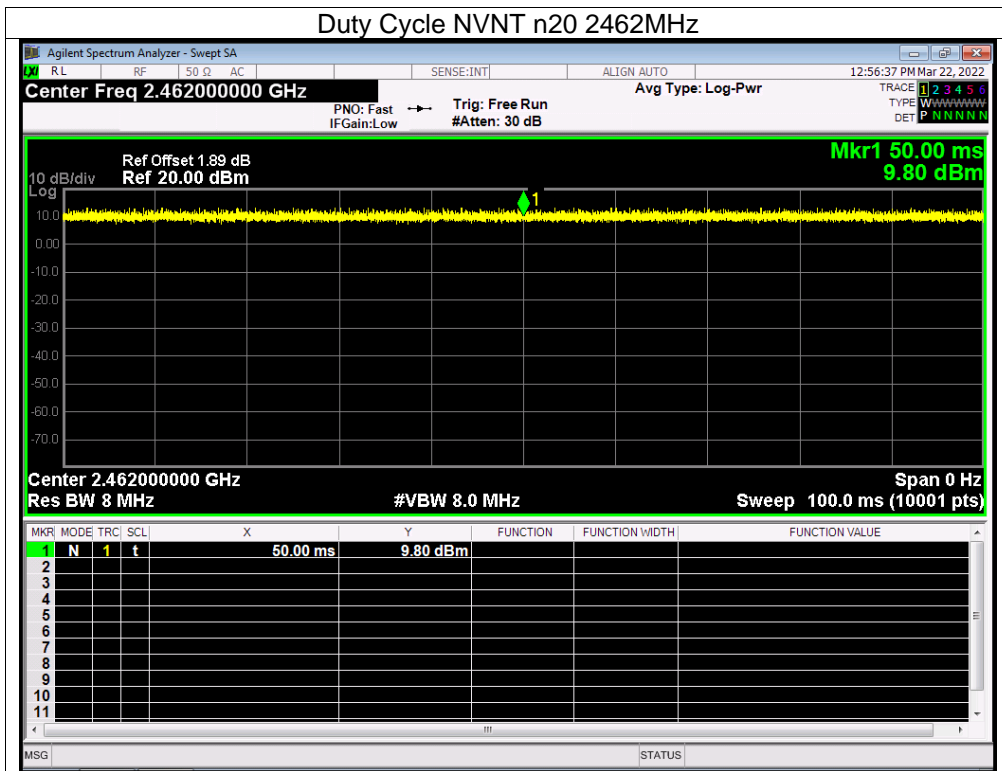 Duty Cycle NVNT n20 2462MHz
Agilent Spectrum Analyzer - Swept SA
LXI RL RF 50 Ω AC SENSE:INT ALIGN AUTO 12:56:37 PM Mar 22, 2022
Center Freq 2.462000000 GHz Avg Type: Log-Pwr TRACE 1 2 3 4 5 6
PNO: Fast Trig: Free Run TYPE WWWWWWW
IFGain:Low #Atten: 30 dB DET P N N N N N
Ref Offset 1.89 dB Mkr1 50.00 ms
10 dB/div Ref 20.00 dBm 9.80 dBm
Log
1
10.0
0.00
-10.0
-20.0
-30.0
-40.0
-50.0
-60.0
-70.0
Center 2.462000000 GHz Span 0 Hz
Res BW 8 MHz #VBW 8.0 MHz Sweep 100.0 ms (10001 pts)
MKR MODE TRC SCL X Y FUNCTION FUNCTION WIDTH FUNCTION VALUE
1 N 1 t 50.00 ms 9.80 dBm
2
3
4
5
6
7
8
9
10
11
MSG STATUS